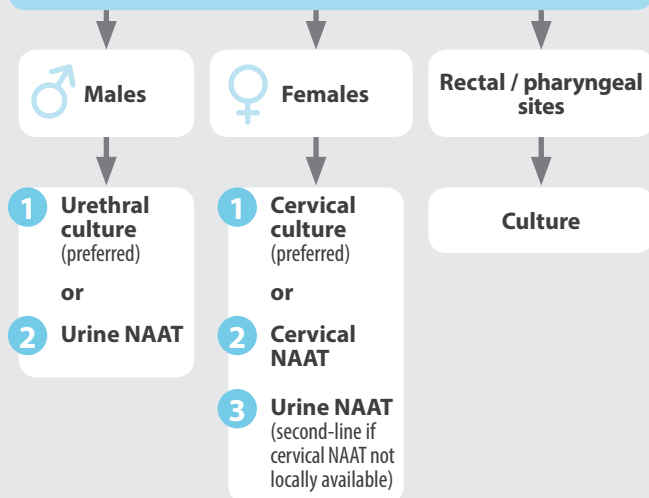 Males
1 Urethral
culture
(preferred)
or
2 Urine NAAT
Females
1 Cervical
culture
(preferred)
or
2 Cervical
NAAT
3 Urine NAAT
(second-line if
cervical NAAT not
locally available)
Rectal / pharyngeal
sites
Culture